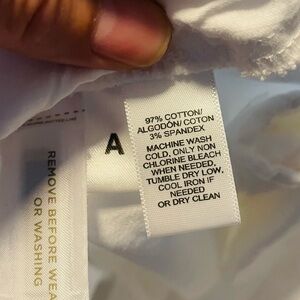 97% COTTON/
ALGODÓN/ COTON
3% SPANDEX
MACHINE WASH
COLD, ONLY NON
CHLORINE BLEACH
WHEN NEEDED,
TUMBLE DRY LOW,
COOL IRON IF
NEEDED
OR DRY CLEAN
A
REMOVE BEFORE WEA
OR WASHING